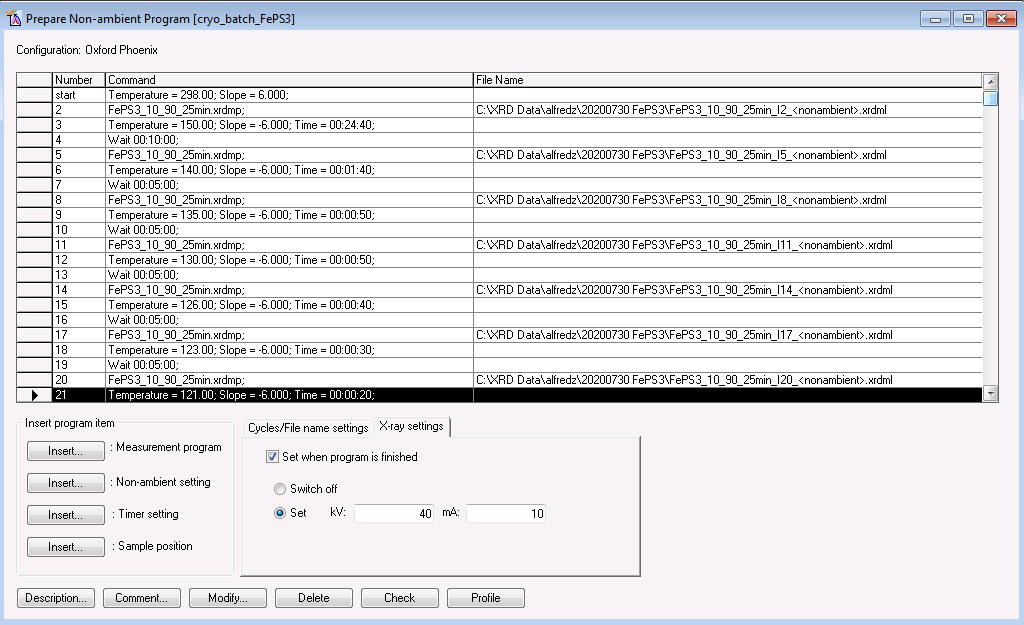 Prepare Non-ambient Program [cryo_batch_FePS3]
Configuration: Oxford Phoenix
Number Command File Name
start Temperature = 298.00; Slope = 6.000;
2 FePS3_10_90_25min.xrdmp; C:\XRD Data\alfredz\20200730 FePS3\FePS3_10_90_25min_I2_<nonambient>.xrdml
3 Temperature = 150.00; Slope = -6.000; Time = 00:24:40;
4 Wait 00:10:00;
5 FePS3_10_90_25min.xrdmp; C:\XRD Data\alfredz\20200730 FePS3\FePS3_10_90_25min_I5_<nonambient>.xrdml
6 Temperature = 140.00; Slope = -6.000; Time = 00:01:40;
7 Wait 00:05:00;
8 FePS3_10_90_25min.xrdmp; C:\XRD Data\alfredz\20200730 FePS3\FePS3_10_90_25min_I8_<nonambient>.xrdml
9 Temperature = 135.00; Slope = -6.000; Time = 00:00:50;
10 Wait 00:05:00;
11 FePS3_10_90_25min.xrdmp; C:\XRD Data\alfredz\20200730 FePS3\FePS3_10_90_25min_I11_<nonambient>.xrdml
12 Temperature = 130.00; Slope = -6.000; Time = 00:00:50;
13 Wait 00:05:00;
14 FePS3_10_90_25min.xrdmp; C:\XRD Data\alfredz\20200730 FePS3\FePS3_10_90_25min_I14_<nonambient>.xrdml
15 Temperature = 126.00; Slope = -6.000; Time = 00:00:40;
16 Wait 00:05:00;
17 FePS3_10_90_25min.xrdmp; C:\XRD Data\alfredz\20200730 FePS3\FePS3_10_90_25min_I17_<nonambient>.xrdml
18 Temperature = 123.00; Slope = -6.000; Time = 00:00:30;
19 Wait 00:05:00;
20 FePS3_10_90_25min.xrdmp; C:\XRD Data\alfredz\20200730 FePS3\FePS3_10_90_25min_I20_<nonambient>.xrdml
21 Temperature = 121.00; Slope = -6.000; Time = 00:00:20;
Insert program item
Insert... : Measurement program
Insert... : Non-ambient setting
Insert... : Timer setting
Insert... : Sample position
Cycles/File name settings X-ray settings
Set when program is finished
Switch off
Set kV: 40 mA: 10
Description... Comment... Modify... Delete Check Profile